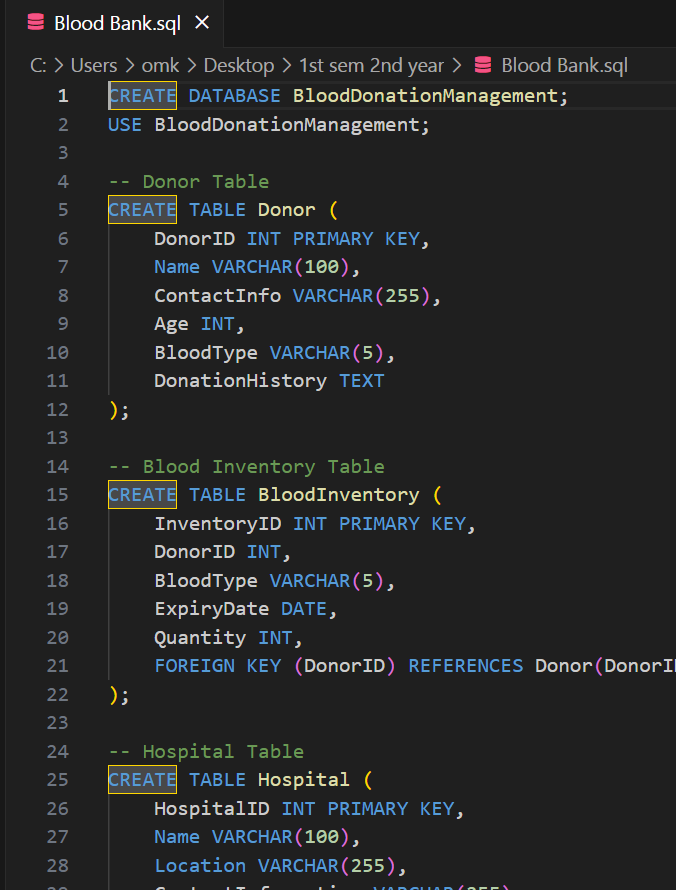 Blood Bank.sql ×
C: > Users > omk > Desktop > 1st sem 2nd year > Blood Bank.sql
1 CREATE DATABASE BloodDonationManagement;
2 USE BloodDonationManagement;
3
4 -- Donor Table
5 CREATE TABLE Donor (
6 DonorID INT PRIMARY KEY,
7 Name VARCHAR(100),
8 ContactInfo VARCHAR(255),
9 Age INT,
10 BloodType VARCHAR(5),
11 DonationHistory TEXT
12 );
13
14 -- Blood Inventory Table
15 CREATE TABLE BloodInventory (
16 InventoryID INT PRIMARY KEY,
17 DonorID INT,
18 BloodType VARCHAR(5),
19 ExpiryDate DATE,
20 Quantity INT,
21 FOREIGN KEY (DonorID) REFERENCES Donor(DonorI
22 );
23
24 -- Hospital Table
25 CREATE TABLE Hospital (
26 HospitalID INT PRIMARY KEY,
27 Name VARCHAR(100),
28 Location VARCHAR(255),